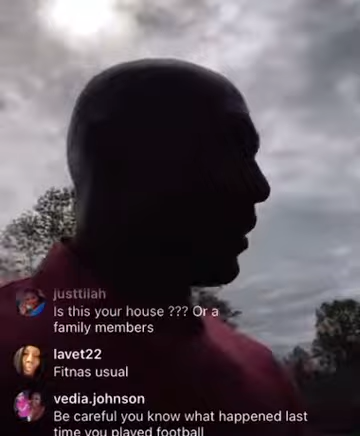 justtilah
Is this your house ??? Or a
family members
lavet22
Fitnas usual
vedia.johnson
Be careful you know what happened last
time you played football